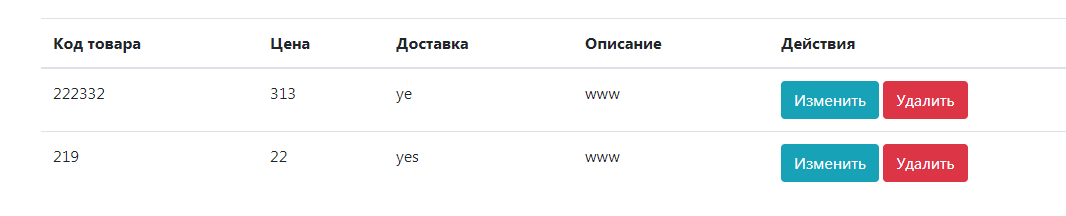 Код товара Цена Доставка Описание Действия
222332 313 ye www Изменить Удалить
219 22 yes www Изменить Удалить